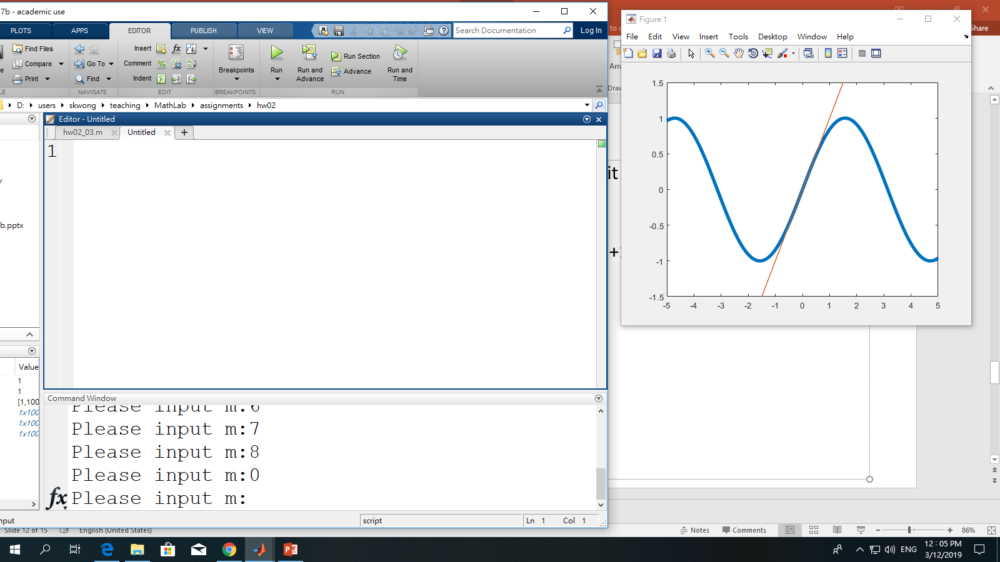 7b - academic use
PLOTS APPS EDITOR PUBLISH VIEW Search Documentation Log In
Find Files Insert fx
Compare Go To Comment Breakpoints Run Run and Advance Run Section Advance Run and Time
Print Find Indent
NAVIGATE EDIT BREAKPOINTS RUN
D: users skwong teaching MathLab assignments hw02
Editor - Untitled
hw02_03.m Untitled +
1
b.pptx
Value
1
1
[1,100
1x100
1x100
1x100
Command Window
Please input m:6
Please input m:7
Please input m:8
Please input m:0
fx Please input m:
script Ln 1 Col 1
Slide 12 of 15 English (United States)
Figure 1
File Edit View Insert Tools Desktop Window Help
1.5
1
0.5
0
-0.5
-1
-1.5
-5 -4 -3 -2 -1 0 1 2 3 4 5
Share
it
Notes Comments 86%
ENG
12:05 PM
3/12/2019